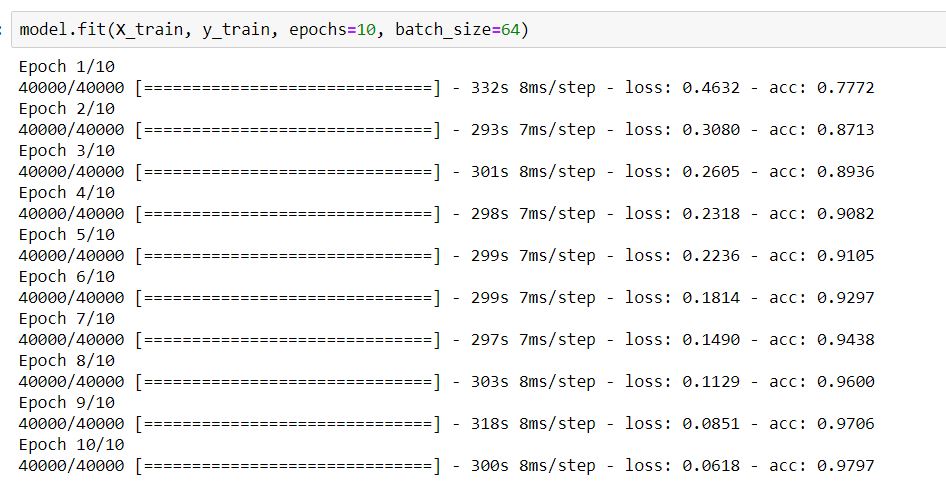 model.fit(X_train, y_train, epochs=10, batch_size=64)
Epoch 1/10
40000/40000 [==============================] - 332s 8ms/step - loss: 0.4632 - acc: 0.7772
Epoch 2/10
40000/40000 [==============================] - 293s 7ms/step - loss: 0.3080 - acc: 0.8713
Epoch 3/10
40000/40000 [==============================] - 301s 8ms/step - loss: 0.2605 - acc: 0.8936
Epoch 4/10
40000/40000 [==============================] - 298s 7ms/step - loss: 0.2318 - acc: 0.9082
Epoch 5/10
40000/40000 [==============================] - 299s 7ms/step - loss: 0.2236 - acc: 0.9105
Epoch 6/10
40000/40000 [==============================] - 299s 7ms/step - loss: 0.1814 - acc: 0.9297
Epoch 7/10
40000/40000 [==============================] - 297s 7ms/step - loss: 0.1490 - acc: 0.9438
Epoch 8/10
40000/40000 [==============================] - 303s 8ms/step - loss: 0.1129 - acc: 0.9600
Epoch 9/10
40000/40000 [==============================] - 318s 8ms/step - loss: 0.0851 - acc: 0.9706
Epoch 10/10
40000/40000 [==============================] - 300s 8ms/step - loss: 0.0618 - acc: 0.9797